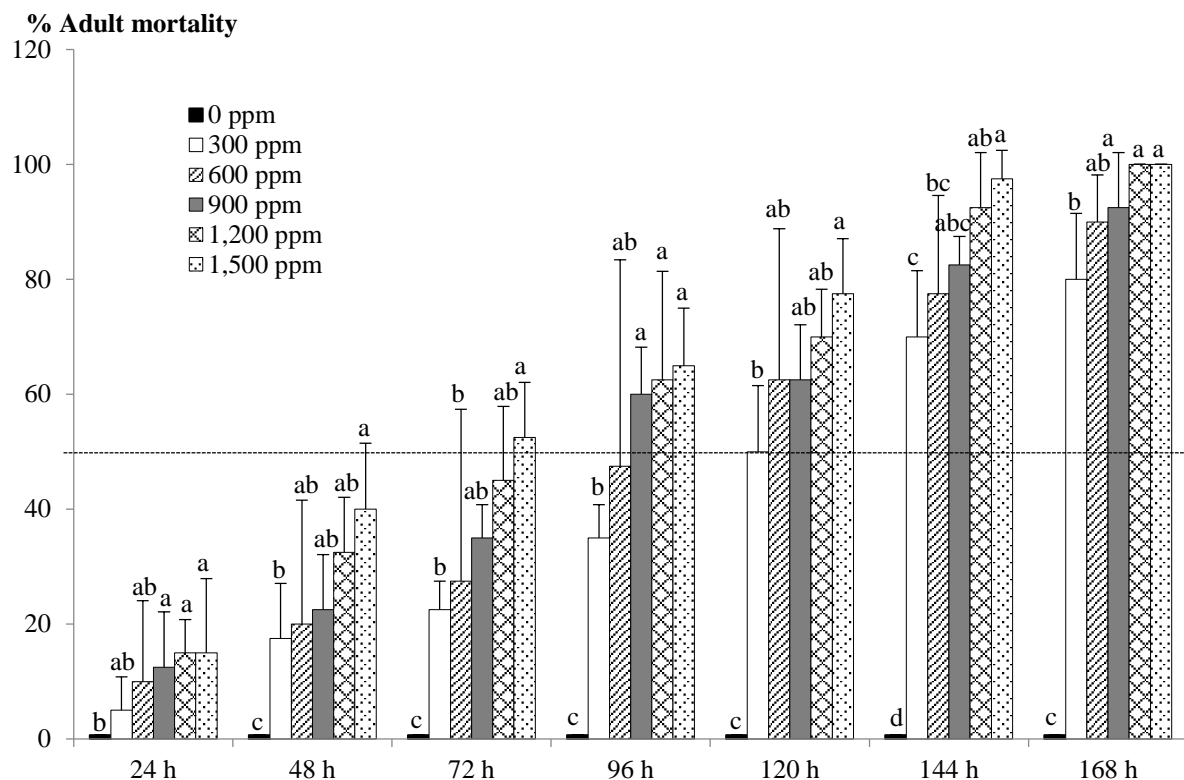 % Adult mortality
120
100
80
60
40
20
0
0 ppm
300 ppm
600 ppm
900 ppm
1,200 ppm
1,500 ppm
b ab ab a a a
c b ab ab ab a
c b b ab ab a
c b ab a a a
c b ab ab ab a
d c bc abc ab a
c b ab a a a
24 h 48 h 72 h 96 h 120 h 144 h 168 h